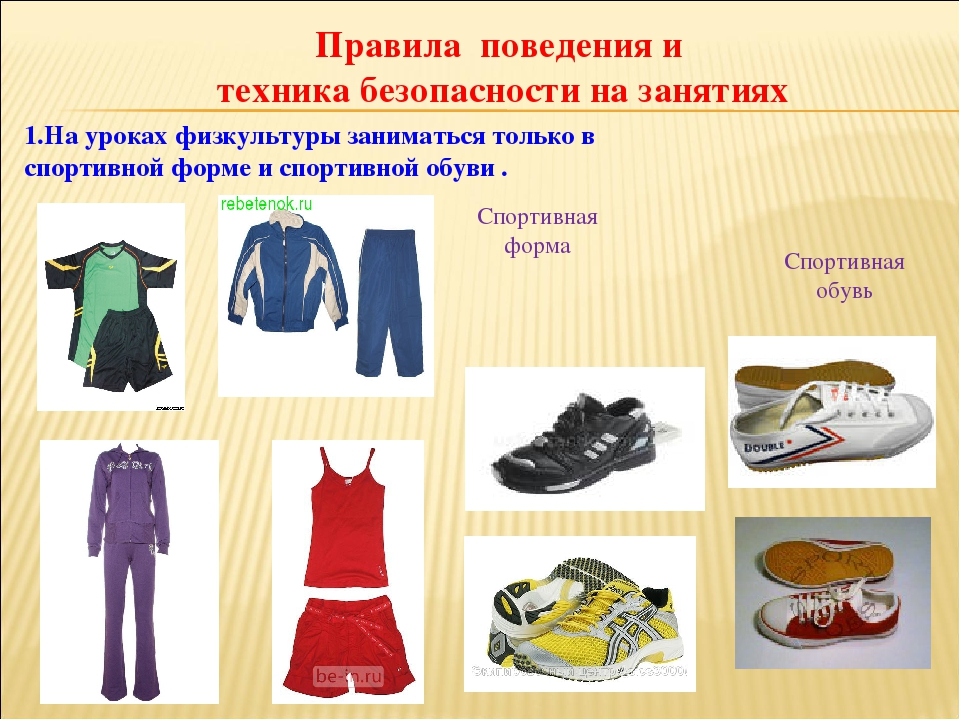 Правила поведения и
техника безопасности на занятиях
1.На уроках физкультуры заниматься только в
спортивной форме и спортивной обуви .
rebetenok.ru
Спортивная
форма
Спортивная
обувь
DOUBLE
SPORT
be-in.ru